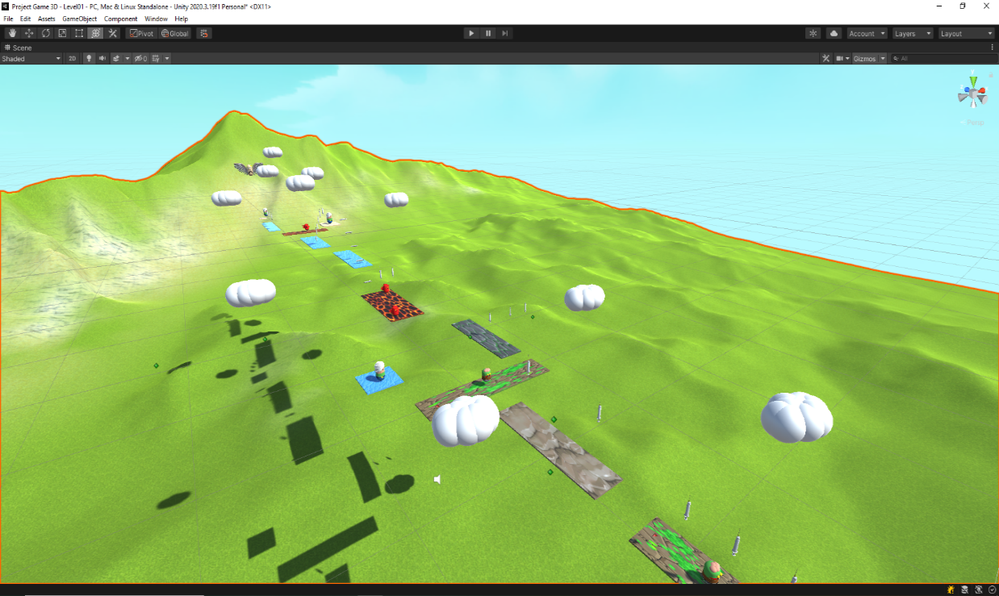 Project Game 3D - Level01 - PC, Mac & Linux Standalone - Unity 2020.3.19f1 Personal* <DX11>
File Edit Assets GameObject Component Window Help
Pivot Global Account Layers Layout
Scene
Shaded 2D 0 Gizmos All
Persp